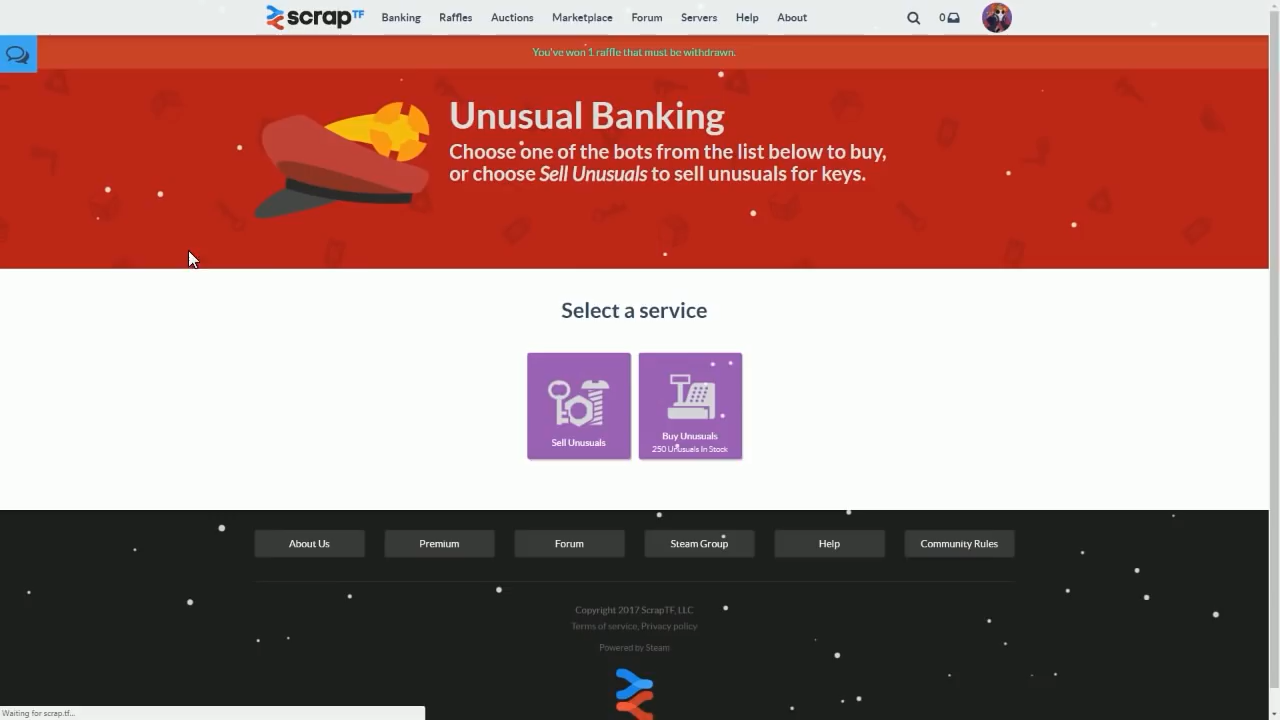 scrap.TF
Banking
Raffles
Auctions
Marketplace
Forum
Servers
Help
About
0
You've won 1 raffle that must be withdrawn.
Unusual Banking
Choose one of the bots from the list below to buy,
or choose Sell Unusuals to sell unusuals for keys.
Select a service
Sell Unusuals
Buy Unusuals
250 Unusuals In Stock
About Us
Premium
Forum
Steam Group
Help
Community Rules
Copyright 2017 ScrapTF, LLC
Terms of service, Privacy policy
Powered by Steam
Waiting for scrap.tf...